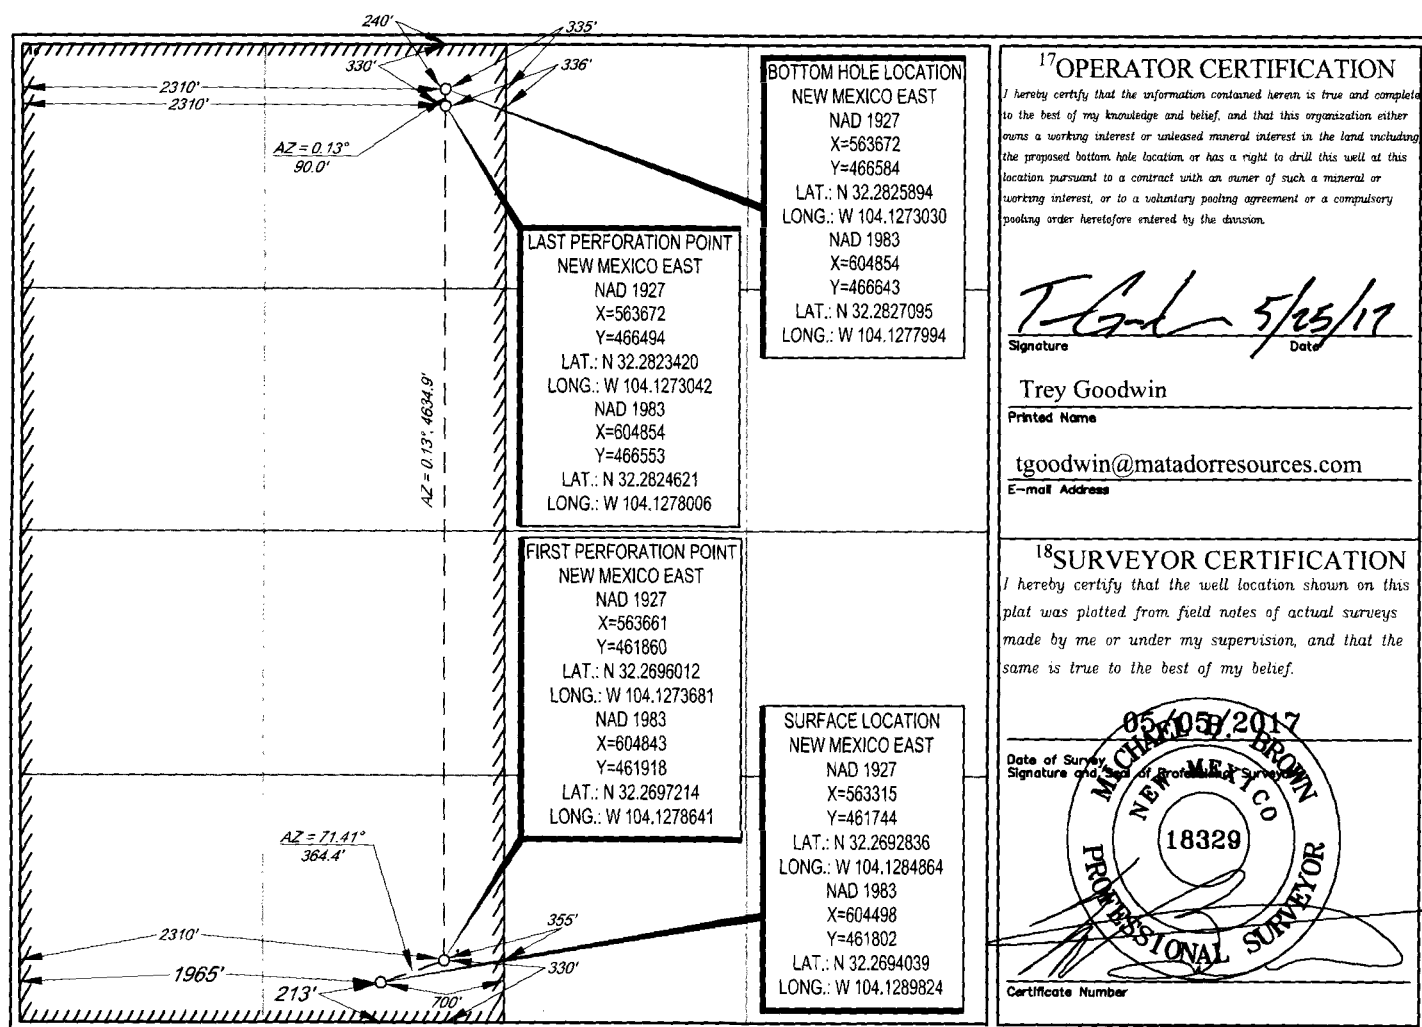 240'
335'
330'
336'
2310'
2310'
AZ = 0.13°
90.0'
AZ = 0.13°, 4634.9'
BOTTOM HOLE LOCATION
NEW MEXICO EAST
NAD 1927
X=563672
Y=466584
LAT.: N 32.2825894
LONG.: W 104.1273030
NAD 1983
X=604854
Y=466643
LAT.: N 32.2827095
LONG.: W 104.1277994
LAST PERFORATION POINT
NEW MEXICO EAST
NAD 1927
X=563672
Y=466494
LAT.: N 32.2823420
LONG.: W 104.1273042
NAD 1983
X=604854
Y=466553
LAT.: N 32.2824621
LONG.: W 104.1278006
FIRST PERFORATION POINT
NEW MEXICO EAST
NAD 1927
X=563661
Y=461860
LAT.: N 32.2696012
LONG.: W 104.1273681
NAD 1983
X=604843
Y=461918
LAT.: N 32.2697214
LONG.: W 104.1278641
SURFACE LOCATION
NEW MEXICO EAST
NAD 1927
X=563315
Y=461744
LAT.: N 32.2692836
LONG.: W 104.1284864
NAD 1983
X=604498
Y=461802
LAT.: N 32.2694039
LONG.: W 104.1289824
AZ = 71.41°
364.4'
2310'
355'
1965'
330'
213'
700'
17OPERATOR CERTIFICATION
I hereby certify that the information contained herein is true and complete
to the best of my knowledge and belief, and that this organization either
owns a working interest or unleased mineral interest in the land including
the proposed bottom hole location or has a right to drill this well at this
location pursuant to a contract with an owner of such a mineral or
working interest, or to a voluntary pooling agreement or a compulsory
pooling order heretofore entered by the division.
5/25/17
Signature Date
Trey Goodwin
Printed Name
tgoodwin@matadorresources.com
E-mail Address
18SURVEYOR CERTIFICATION
I hereby certify that the well location shown on this
plat was plotted from field notes of actual surveys
made by me or under my supervision, and that the
same is true to the best of my belief.
05/05/2017
Date of Survey
Signature and Seal of Professional Surveyor
MICHAEL B. BROWN
NEW MEXICO
18329
PROFESSIONAL SURVEYOR
Certificate Number